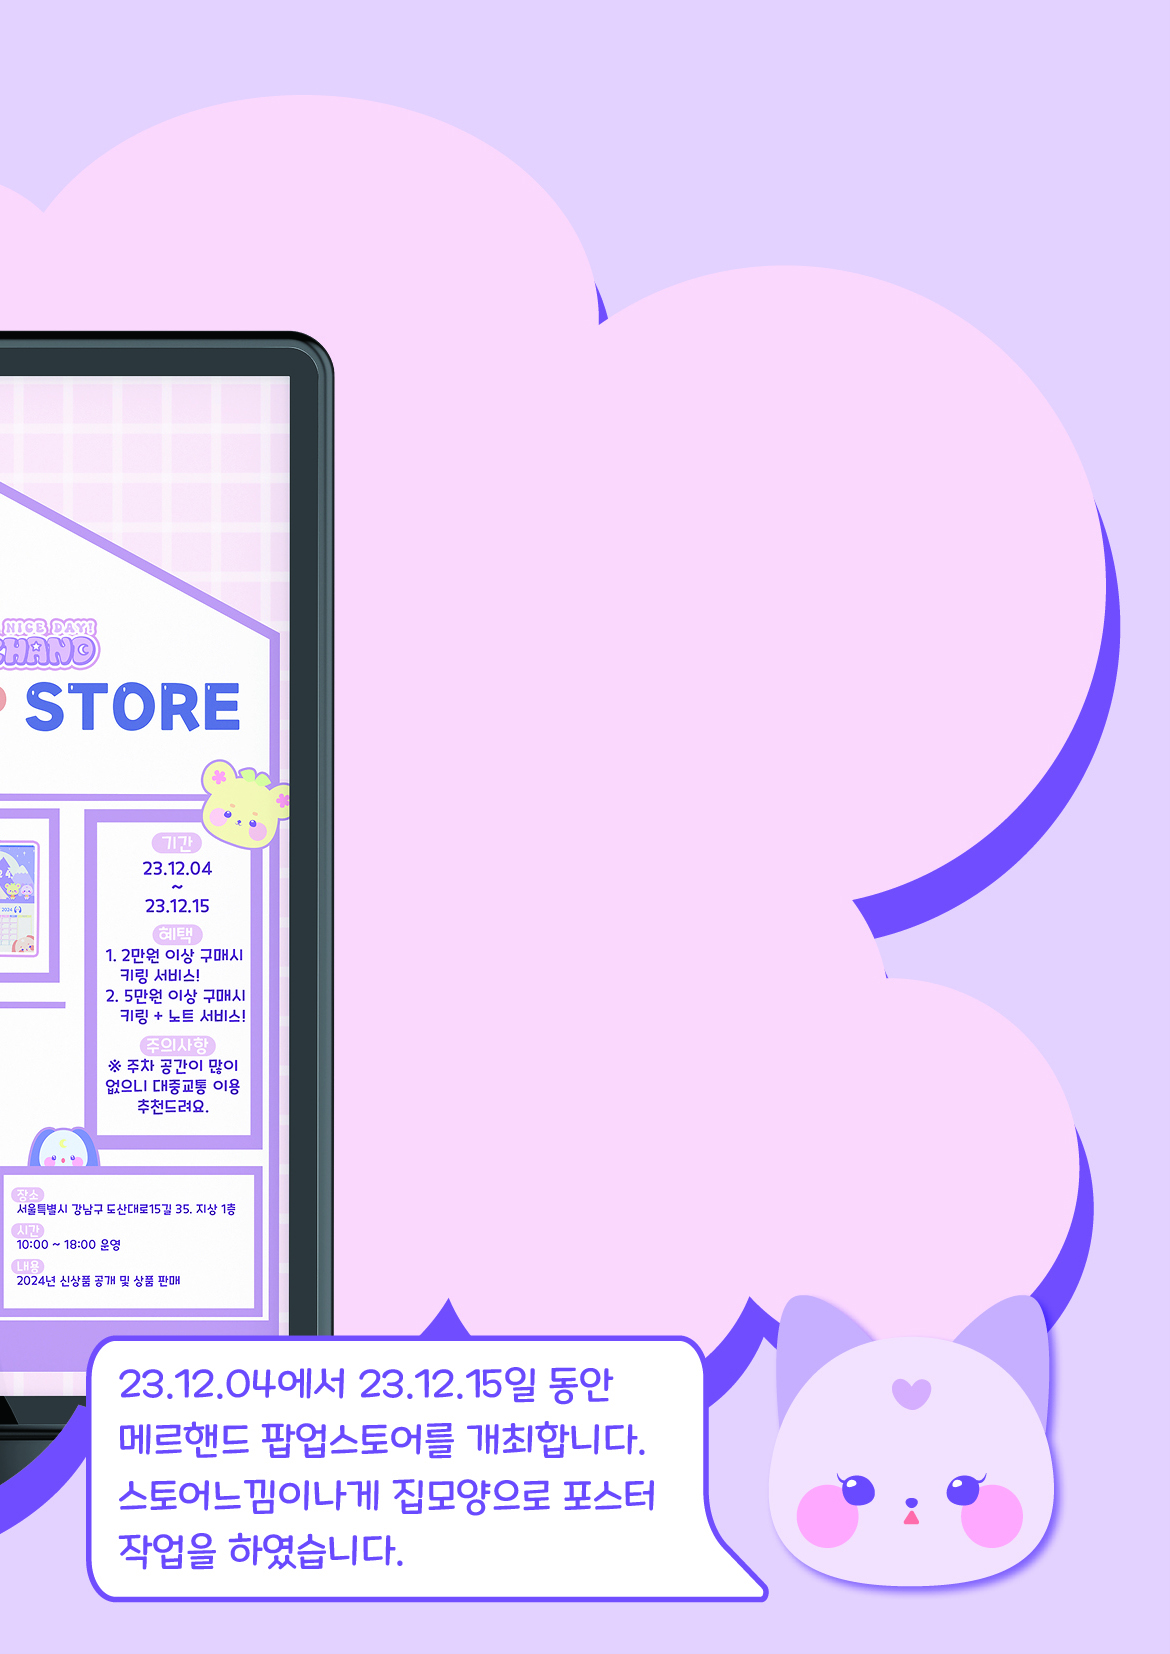 NICE DAY!
HAND
STORE
기간
23.12.04
~
23.12.15
혜택
1. 2만원 이상 구매시
키링 서비스!
2. 5만원 이상 구매시
키링 + 노트 서비스!
주의사항
※ 주차 공간이 많이
없으니 대중교통 이용
추천드려요.
장소
서울특별시 강남구 도산대로15길 35. 지상 1층
시간
10:00 ~ 18:00 운영
내용
2024년 신상품 공개 및 상품 판매
23.12.04에서 23.12.15일 동안
메르핸드 팝업스토어를 개최합니다.
스토어느낌이나게 집모양으로 포스터
작업을 하였습니다.